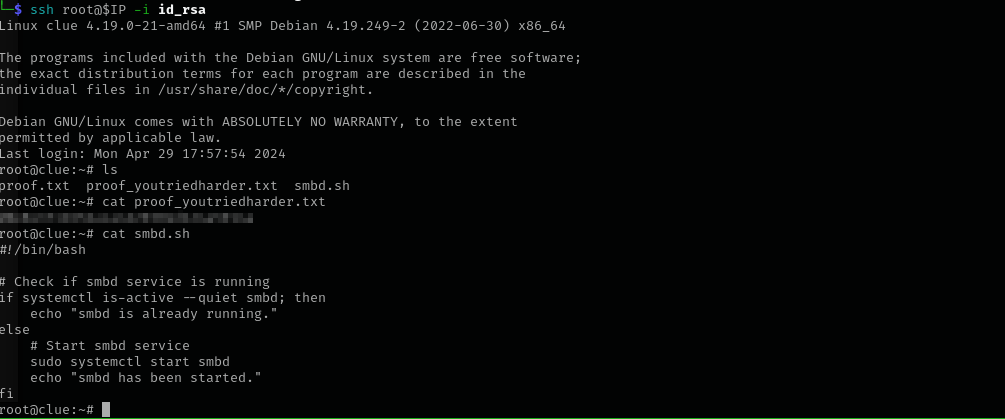 └─$ ssh root@$IP -i id_rsa
Linux clue 4.19.0-21-amd64 #1 SMP Debian 4.19.249-2 (2022-06-30) x86_64
The programs included with the Debian GNU/Linux system are free software;
the exact distribution terms for each program are described in the
individual files in /usr/share/doc/*/copyright.
Debian GNU/Linux comes with ABSOLUTELY NO WARRANTY, to the extent
permitted by applicable law.
Last login: Mon Apr 29 17:57:54 2024
root@clue:~# ls
proof.txt  proof_youtriedharder.txt  smbd.sh
root@clue:~# cat proof_youtriedharder.txt
root@clue:~# cat smbd.sh
#!/bin/bash
# Check if smbd service is running
if systemctl is-active --quiet smbd; then
    echo "smbd is already running."
else
    # Start smbd service
    sudo systemctl start smbd
    echo "smbd has been started."
fi
root@clue:~#